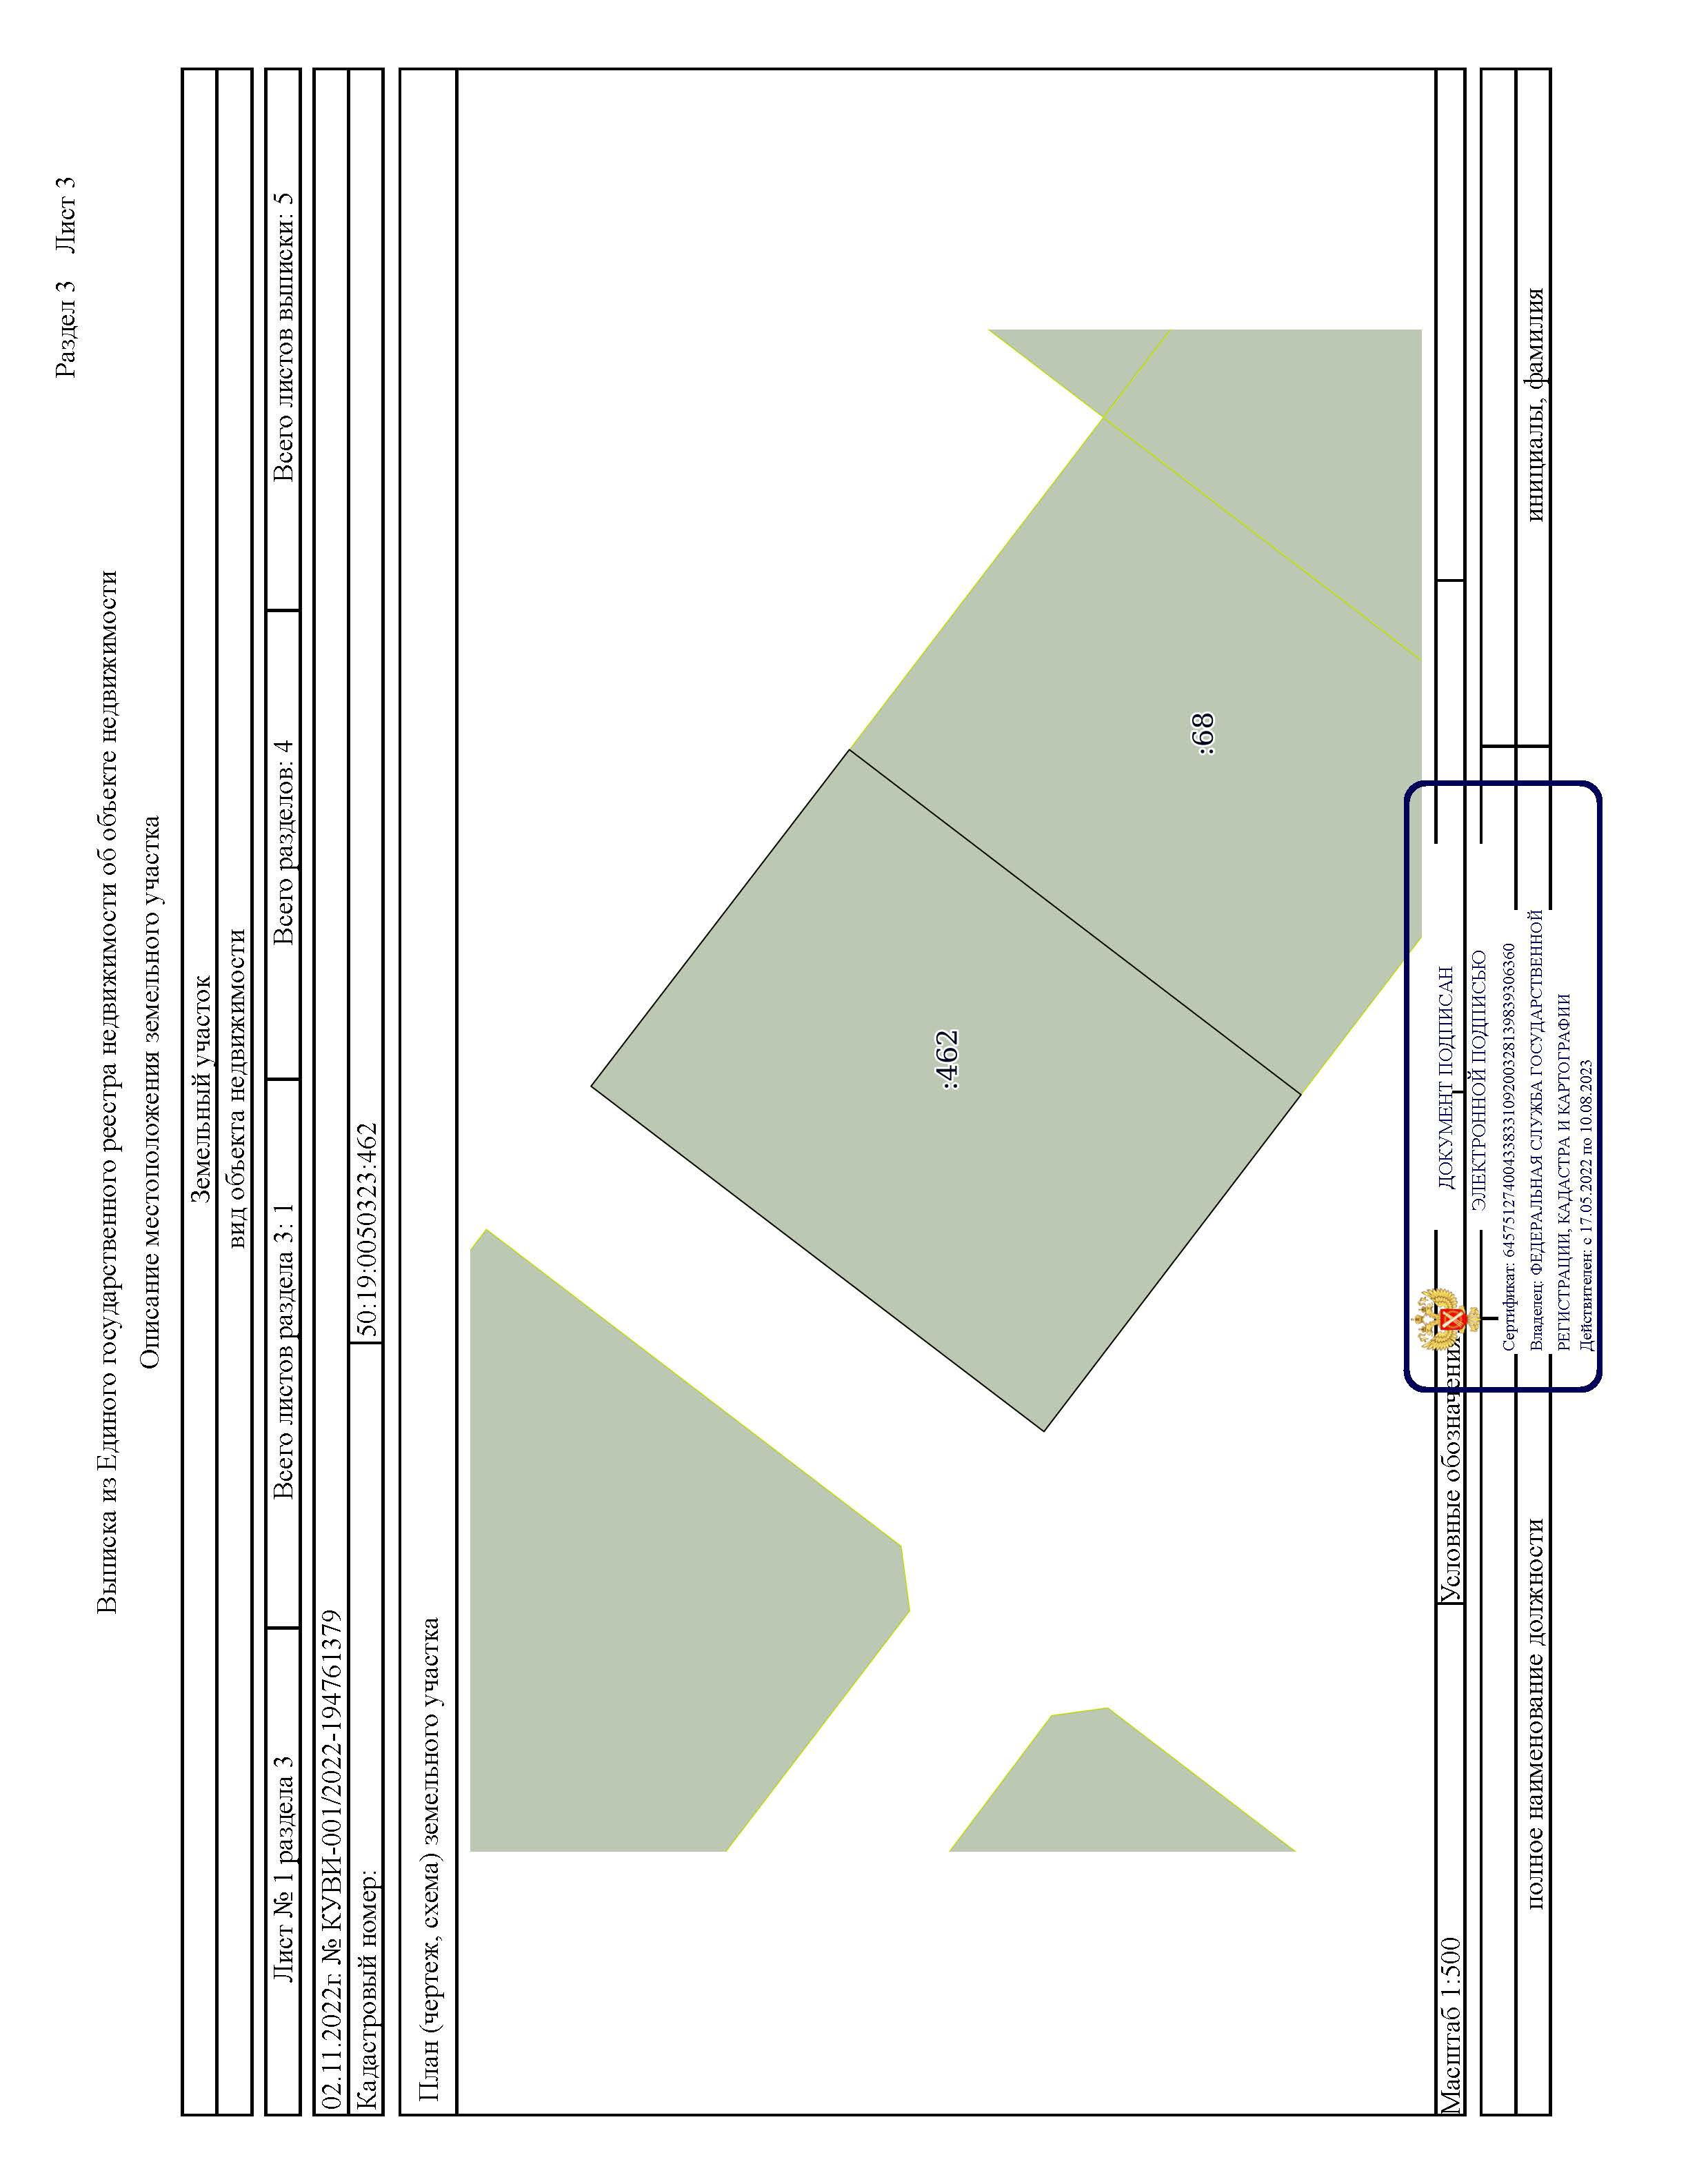 Раздел 3 Лист 3
Выписка из Единого государственного реестра недвижимости об объекте недвижимости
Описание местоположения земельного участка
Земельный участок
вид объекта недвижимости
Лист № 1 раздела 3 Всего листов раздела 3: 1 Всего разделов: 4 Всего листов выписки: 5
02.11.2022г. № КУВИ-001/2022-194761379
Кадастровый номер: 50:19:0050323:462
План (чертеж, схема) земельного участка
:462
:68
Масштаб 1:500 Условные обозначения
ДОКУМЕНТ ПОДПИСАН
ЭЛЕКТРОННОЙ ПОДПИСЬЮ
Сертификат: 645751274004338331092003281398393906360
Владелец: ФЕДЕРАЛЬНАЯ СЛУЖБА ГОСУДАРСТВЕННОЙ
РЕГИСТРАЦИИ, КАДАСТРА И КАРТОГРАФИИ
Действителен: с 17.05.2022 по 10.08.2023
полное наименование должности инициалы, фамилия